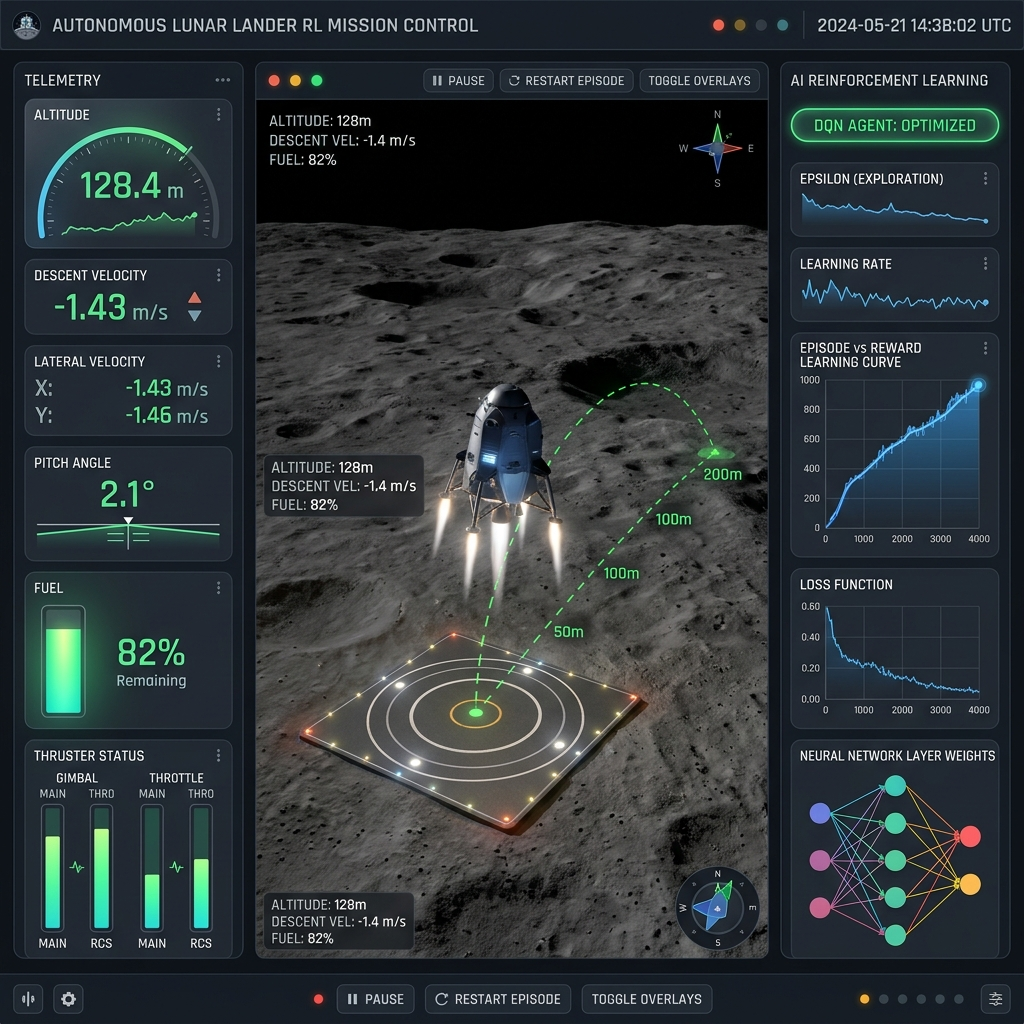 AUTONOMOUS LUNAR LANDER RL MISSION CONTROL
2024-05-21 14:38:02 UTC
TELEMETRY
ALTITUDE
128.4 m
DESCENT VELOCITY
-1.43 m/s
LATERAL VELOCITY
X: -1.43 m/s
Y: -1.46 m/s
PITCH ANGLE
2.1°
FUEL
82%
Remaining
THRUSTER STATUS
GIMBAL THROTTLE
MAIN THRO MAIN THRO
MAIN RCS MAIN RCS
PAUSE RESTART EPISODE TOGGLE OVERLAYS
ALTITUDE: 128m
DESCENT VEL: -1.4 m/s
FUEL: 82%
N
W E
S
ALTITUDE: 128m
DESCENT VEL: -1.4 m/s
FUEL: 82%
200m
100m
100m
50m
ALTITUDE: 128m
DESCENT VEL: -1.4 m/s
FUEL: 82%
N
W E
S
AI REINFORCEMENT LEARNING
DQN AGENT: OPTIMIZED
EPSILON (EXPLORATION)
LEARNING RATE
EPISODE vs REWARD
LEARNING CURVE
1000
800
600
400
200
0
0 1000 2000 3000 4000
LOSS FUNCTION
0.60
0.40
0.20
0.00
0 1000 2000 3000 4000
NEURAL NETWORK LAYER WEIGHTS
PAUSE RESTART EPISODE TOGGLE OVERLAYS